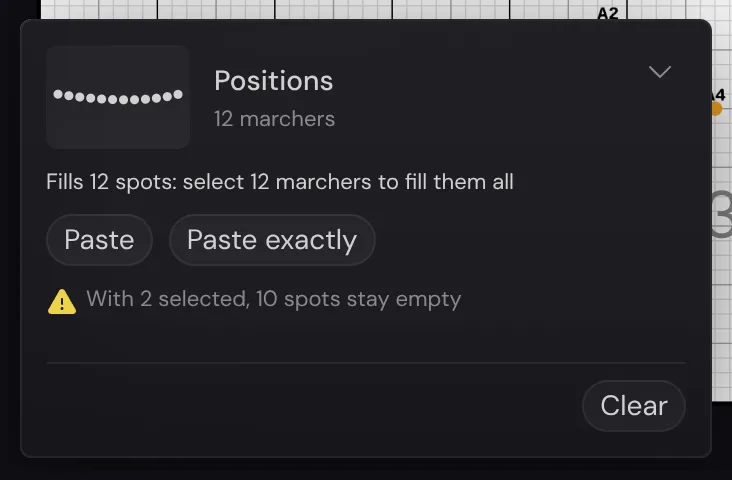 A2
Positions
12 marchers
Fills 12 spots: select 12 marchers to fill them all
Paste Paste exactly
With 2 selected, 10 spots stay empty
Clear